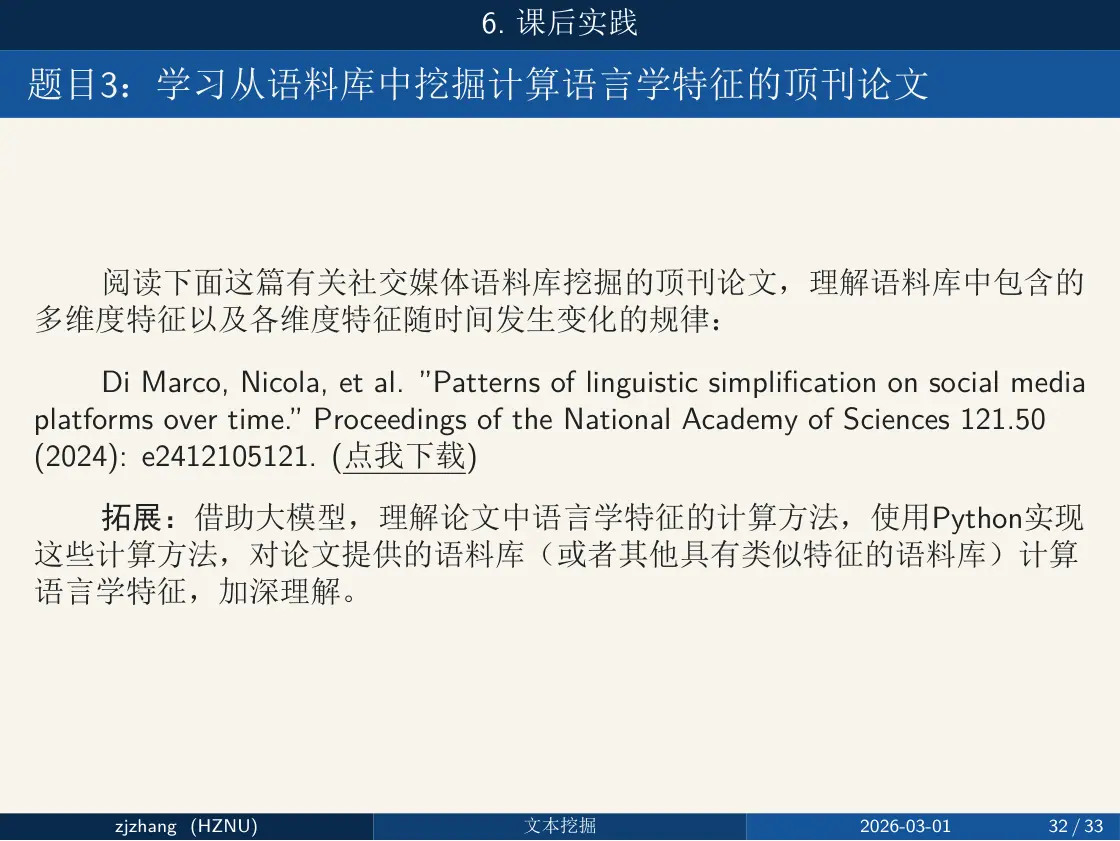 6. 课后实践
题目3：学习从语料库中挖掘计算语言学特征的顶刊论文
阅读下面这篇有关社交媒体语料库挖掘的顶刊论文，理解语料库中包含的
多维度特征以及各维度特征随时间发生变化的规律：
Di Marco, Nicola, et al. ”Patterns of linguistic simplification on social media
platforms over time.” Proceedings of the National Academy of Sciences 121.50
(2024): e2412105121. (点我下载)
拓展：借助大模型，理解论文中语言学特征的计算方法，使用Python实现
这些计算方法，对论文提供的语料库（或者其他具有类似特征的语料库）计算
语言学特征，加深理解。
zjzhang (HZNU) 文本挖掘 2026-03-01 32 / 33